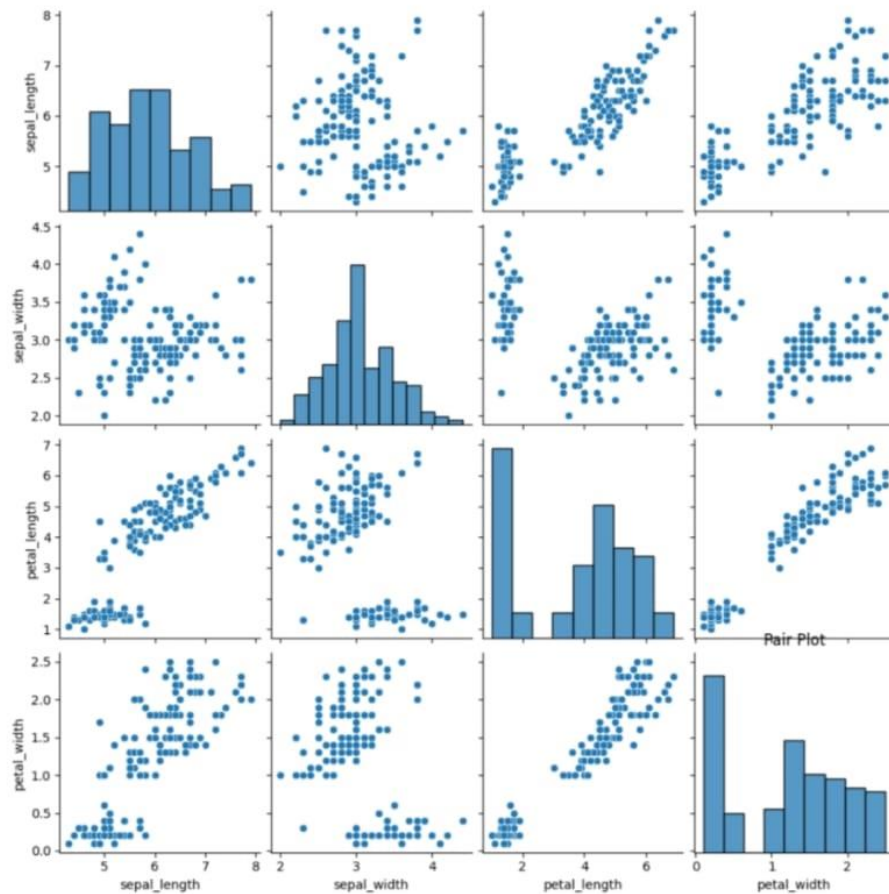 8
7
6
5
sepal_length
4.5
4.0
3.5
3.0
2.5
2.0
sepal_width
7
6
5
4
3
2
1
petal_length
Pair Plot
2.5
2.0
1.5
1.0
0.5
0.0
petal_width
5 6 7 8
sepal_length
2 3 4
sepal_width
2 4 6
petal_length
0 1 2
petal_width